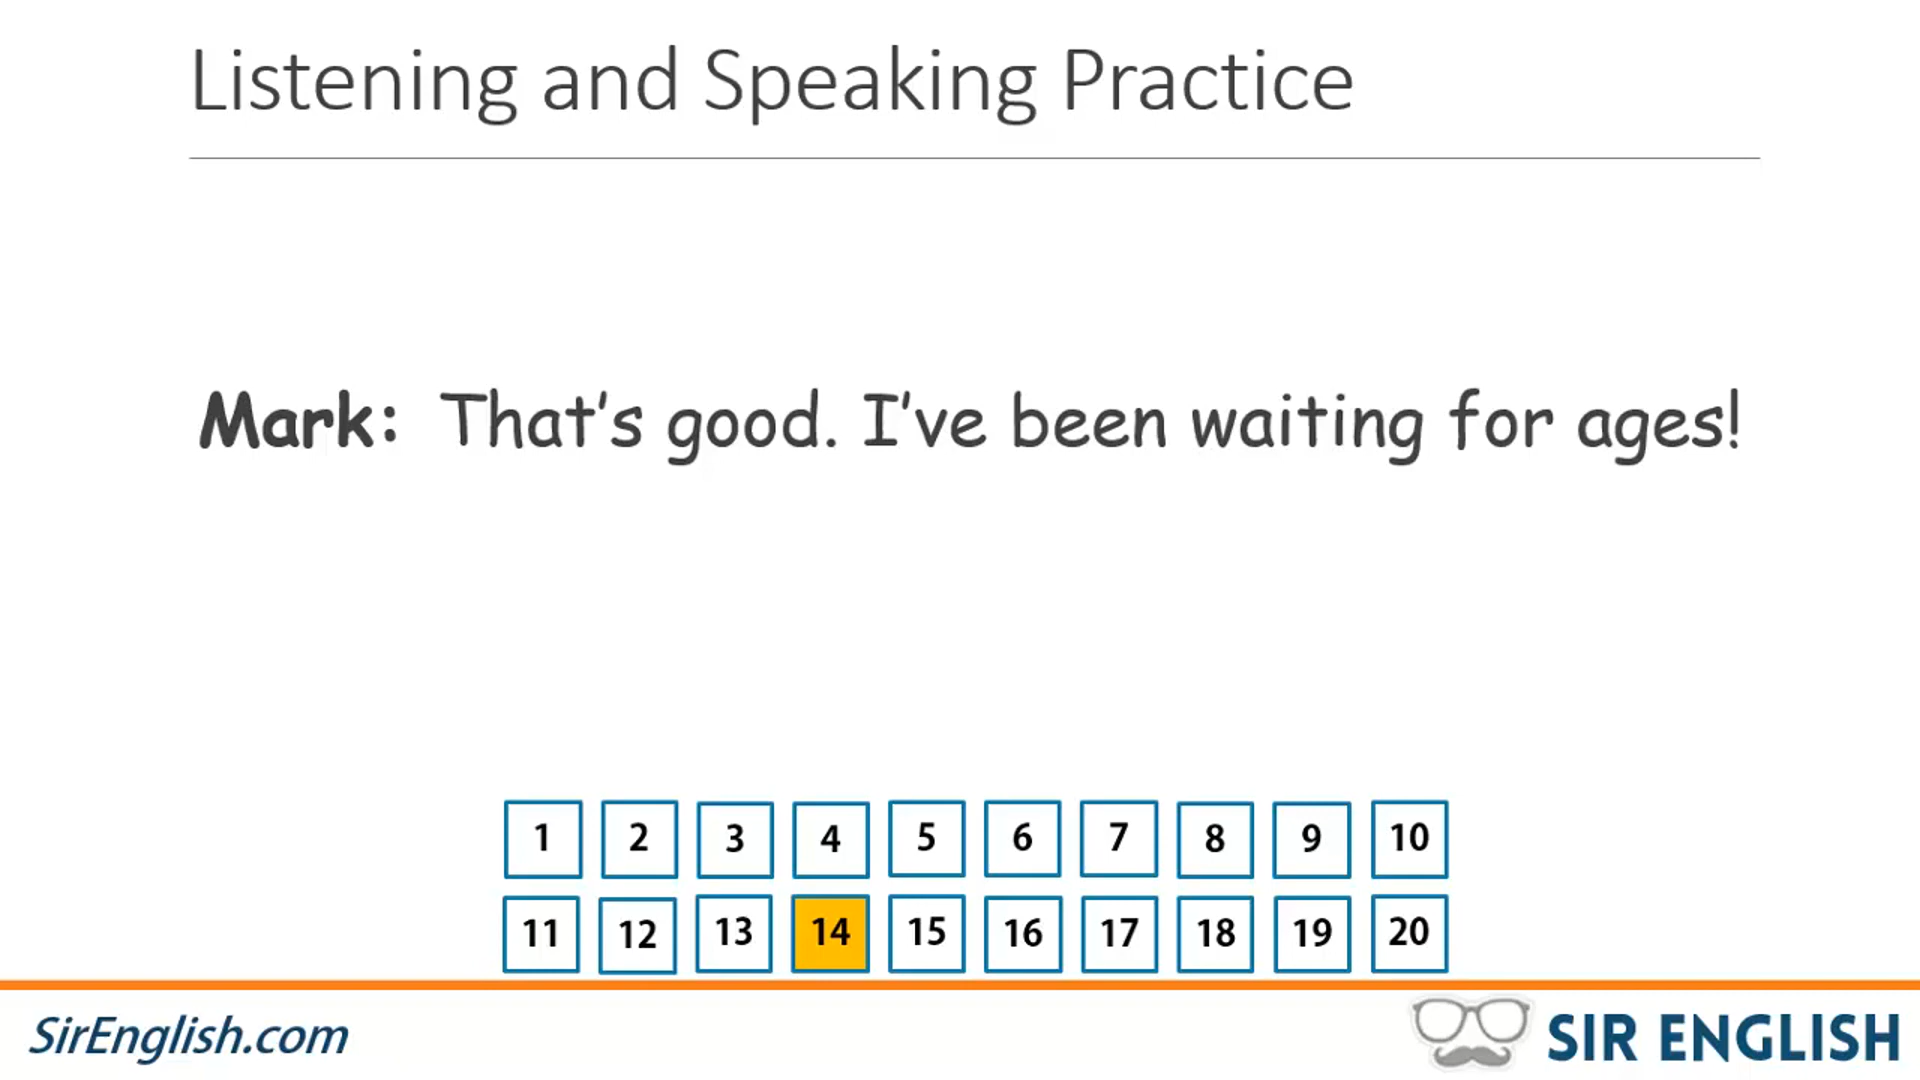 Listening and Speaking Practice
Mark: That’s good. I’ve been waiting for ages!
1 2 3 4 5 6 7 8 9 10
11 12 13 14 15 16 17 18 19 20
SirEnglish.com
SIR ENGLISH